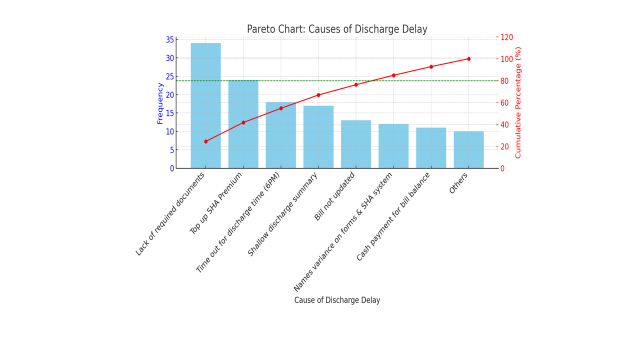 Pareto Chart: Causes of Discharge Delay
35
30
25
20
15
10
5
0
Frequency
120
100
80
60
40
20
0
Cumulative Percentage (%)
Lack of required documents
Top up SHA Premium
Time out for discharge time (6PM)
Shallow discharge summary
Bill not updated
Names variance on forms & SHA system
Cash payment for bill balance
Others
Cause of Discharge Delay